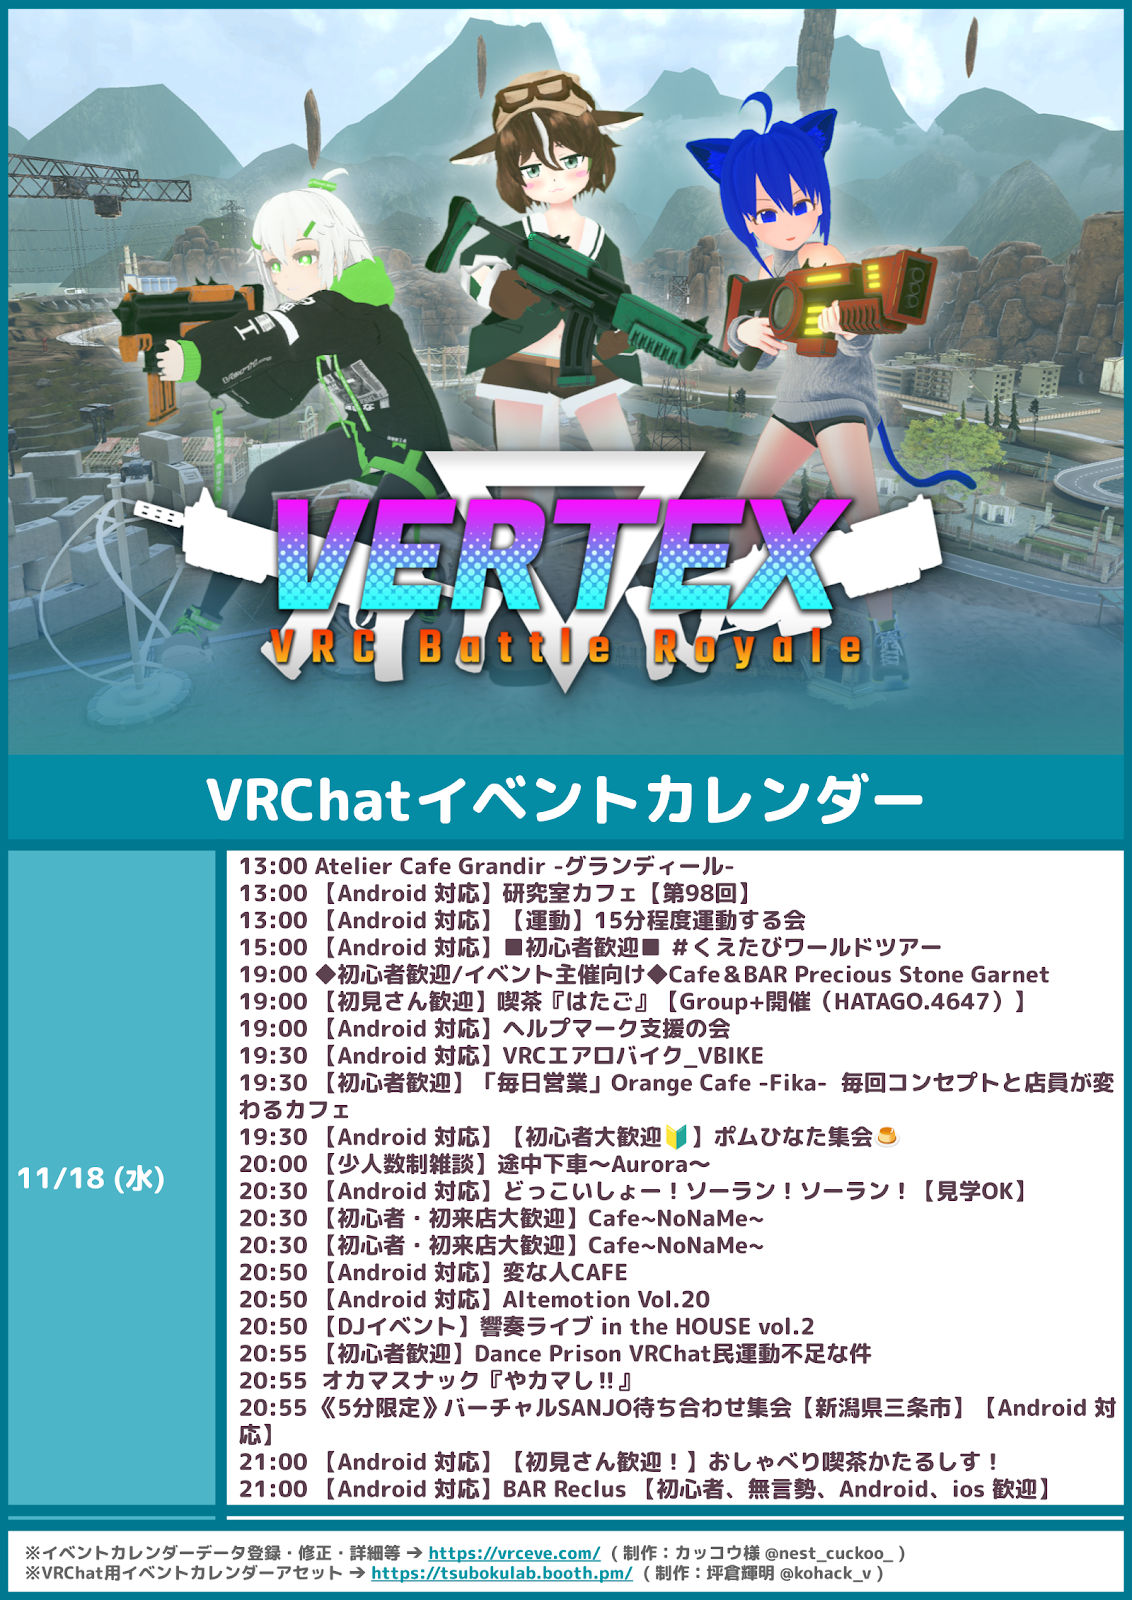 VERTEX
VRC Battle Royale
VRChatイベントカレンダー
11/18 (水)
13:00 Atelier Cafe Grandir -グランディール-
13:00 【Android 対応】研究室カフェ【第98回】
13:00 【Android 対応】【運動】15分程度運動する会
15:00 【Android 対応】■初心者歓迎■ ＃くえたびワールドツアー
19:00 ◆初心者歓迎/イベント主催向け◆Cafe＆BAR Precious Stone Garnet
19:00 【初見さん歓迎】喫茶『はたご』【Group+開催（HATAGO.4647）】
19:00 【Android 対応】ヘルプマーク支援の会
19:30 【Android 対応】VRCエアロバイク_VBIKE
19:30 【初心者歓迎】「毎日営業」Orange Cafe -Fika- 毎回コンセプトと店員が変
わるカフェ
19:30 【Android 対応】【初心者大歓迎🔰】ポムひなた集会🍮
20:00 【少人数制雑談】途中下車～Aurora～
20:30 【Android 対応】どっこいしょー！ソーラン！ソーラン！【見学OK】
20:30 【初心者・初来店大歓迎】Cafe~NoNaMe~
20:30 【初心者・初来店大歓迎】Cafe~NoNaMe~
20:50 【Android 対応】変な人CAFE
20:50 【Android 対応】Altemotion Vol.20
20:50 【DJイベント】響奏ライブ in the HOUSE vol.2
20:55 【初心者歓迎】Dance Prison VRChat民運動不足な件
20:55 オカマスナック『やカマし‼』
20:55 《5分限定》バーチャルSANJO待ち合わせ集会【新潟県三条市】【Android 対
応】
21:00 【Android 対応】【初見さん歓迎！】おしゃべり喫茶かたるしす！
21:00 【Android 対応】BAR Reclus 【初心者、無言勢、Android、ios 歓迎】
※イベントカレンダーデータ登録・修正・詳細等 → https://vrceve.com/ （制作：カッコウ様 @nest_cuckoo_ ）
※VRChat用イベントカレンダーアセット → https://tsubokulab.booth.pm/ （制作：坪倉輝明 @kohack_v ）